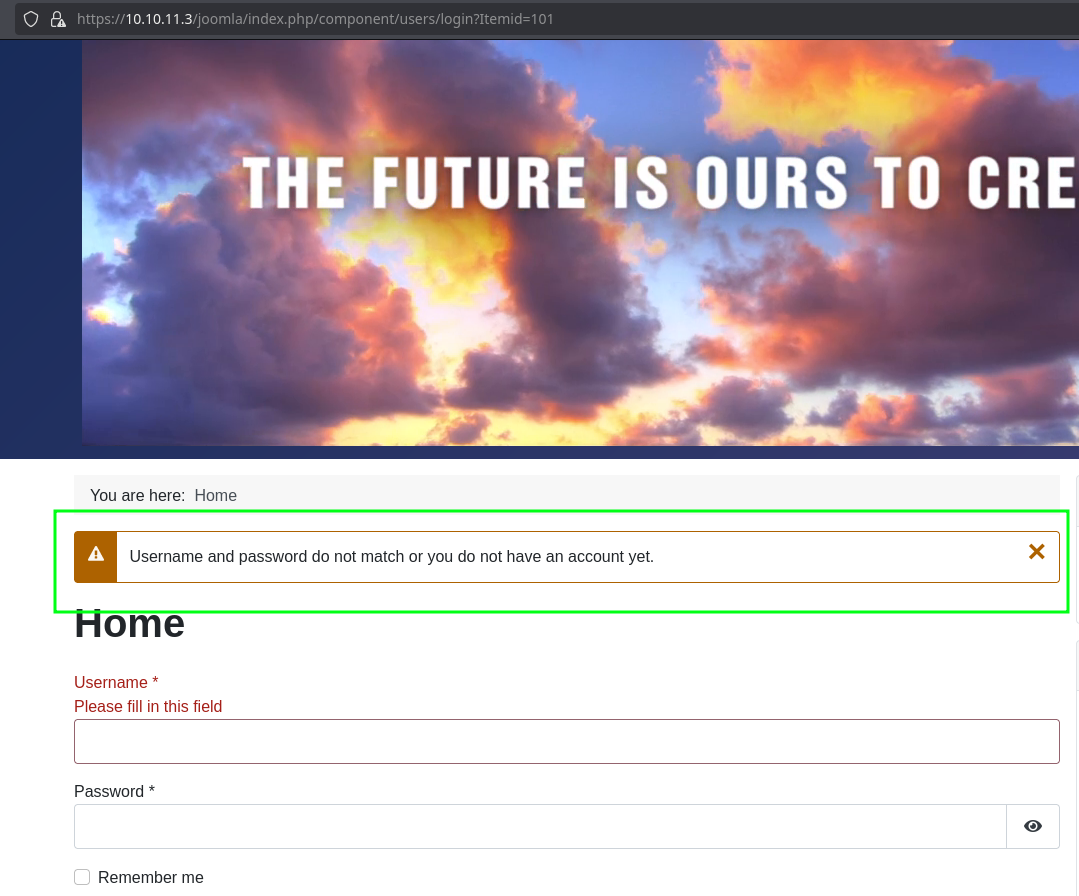 https://10.10.11.3/joomla/index.php/component/users/login?Itemid=101
THE FUTURE IS OURS TO CRE
You are here: Home
Username and password do not match or you do not have an account yet.
Home
Username *
Please fill in this field
Password *
Remember me